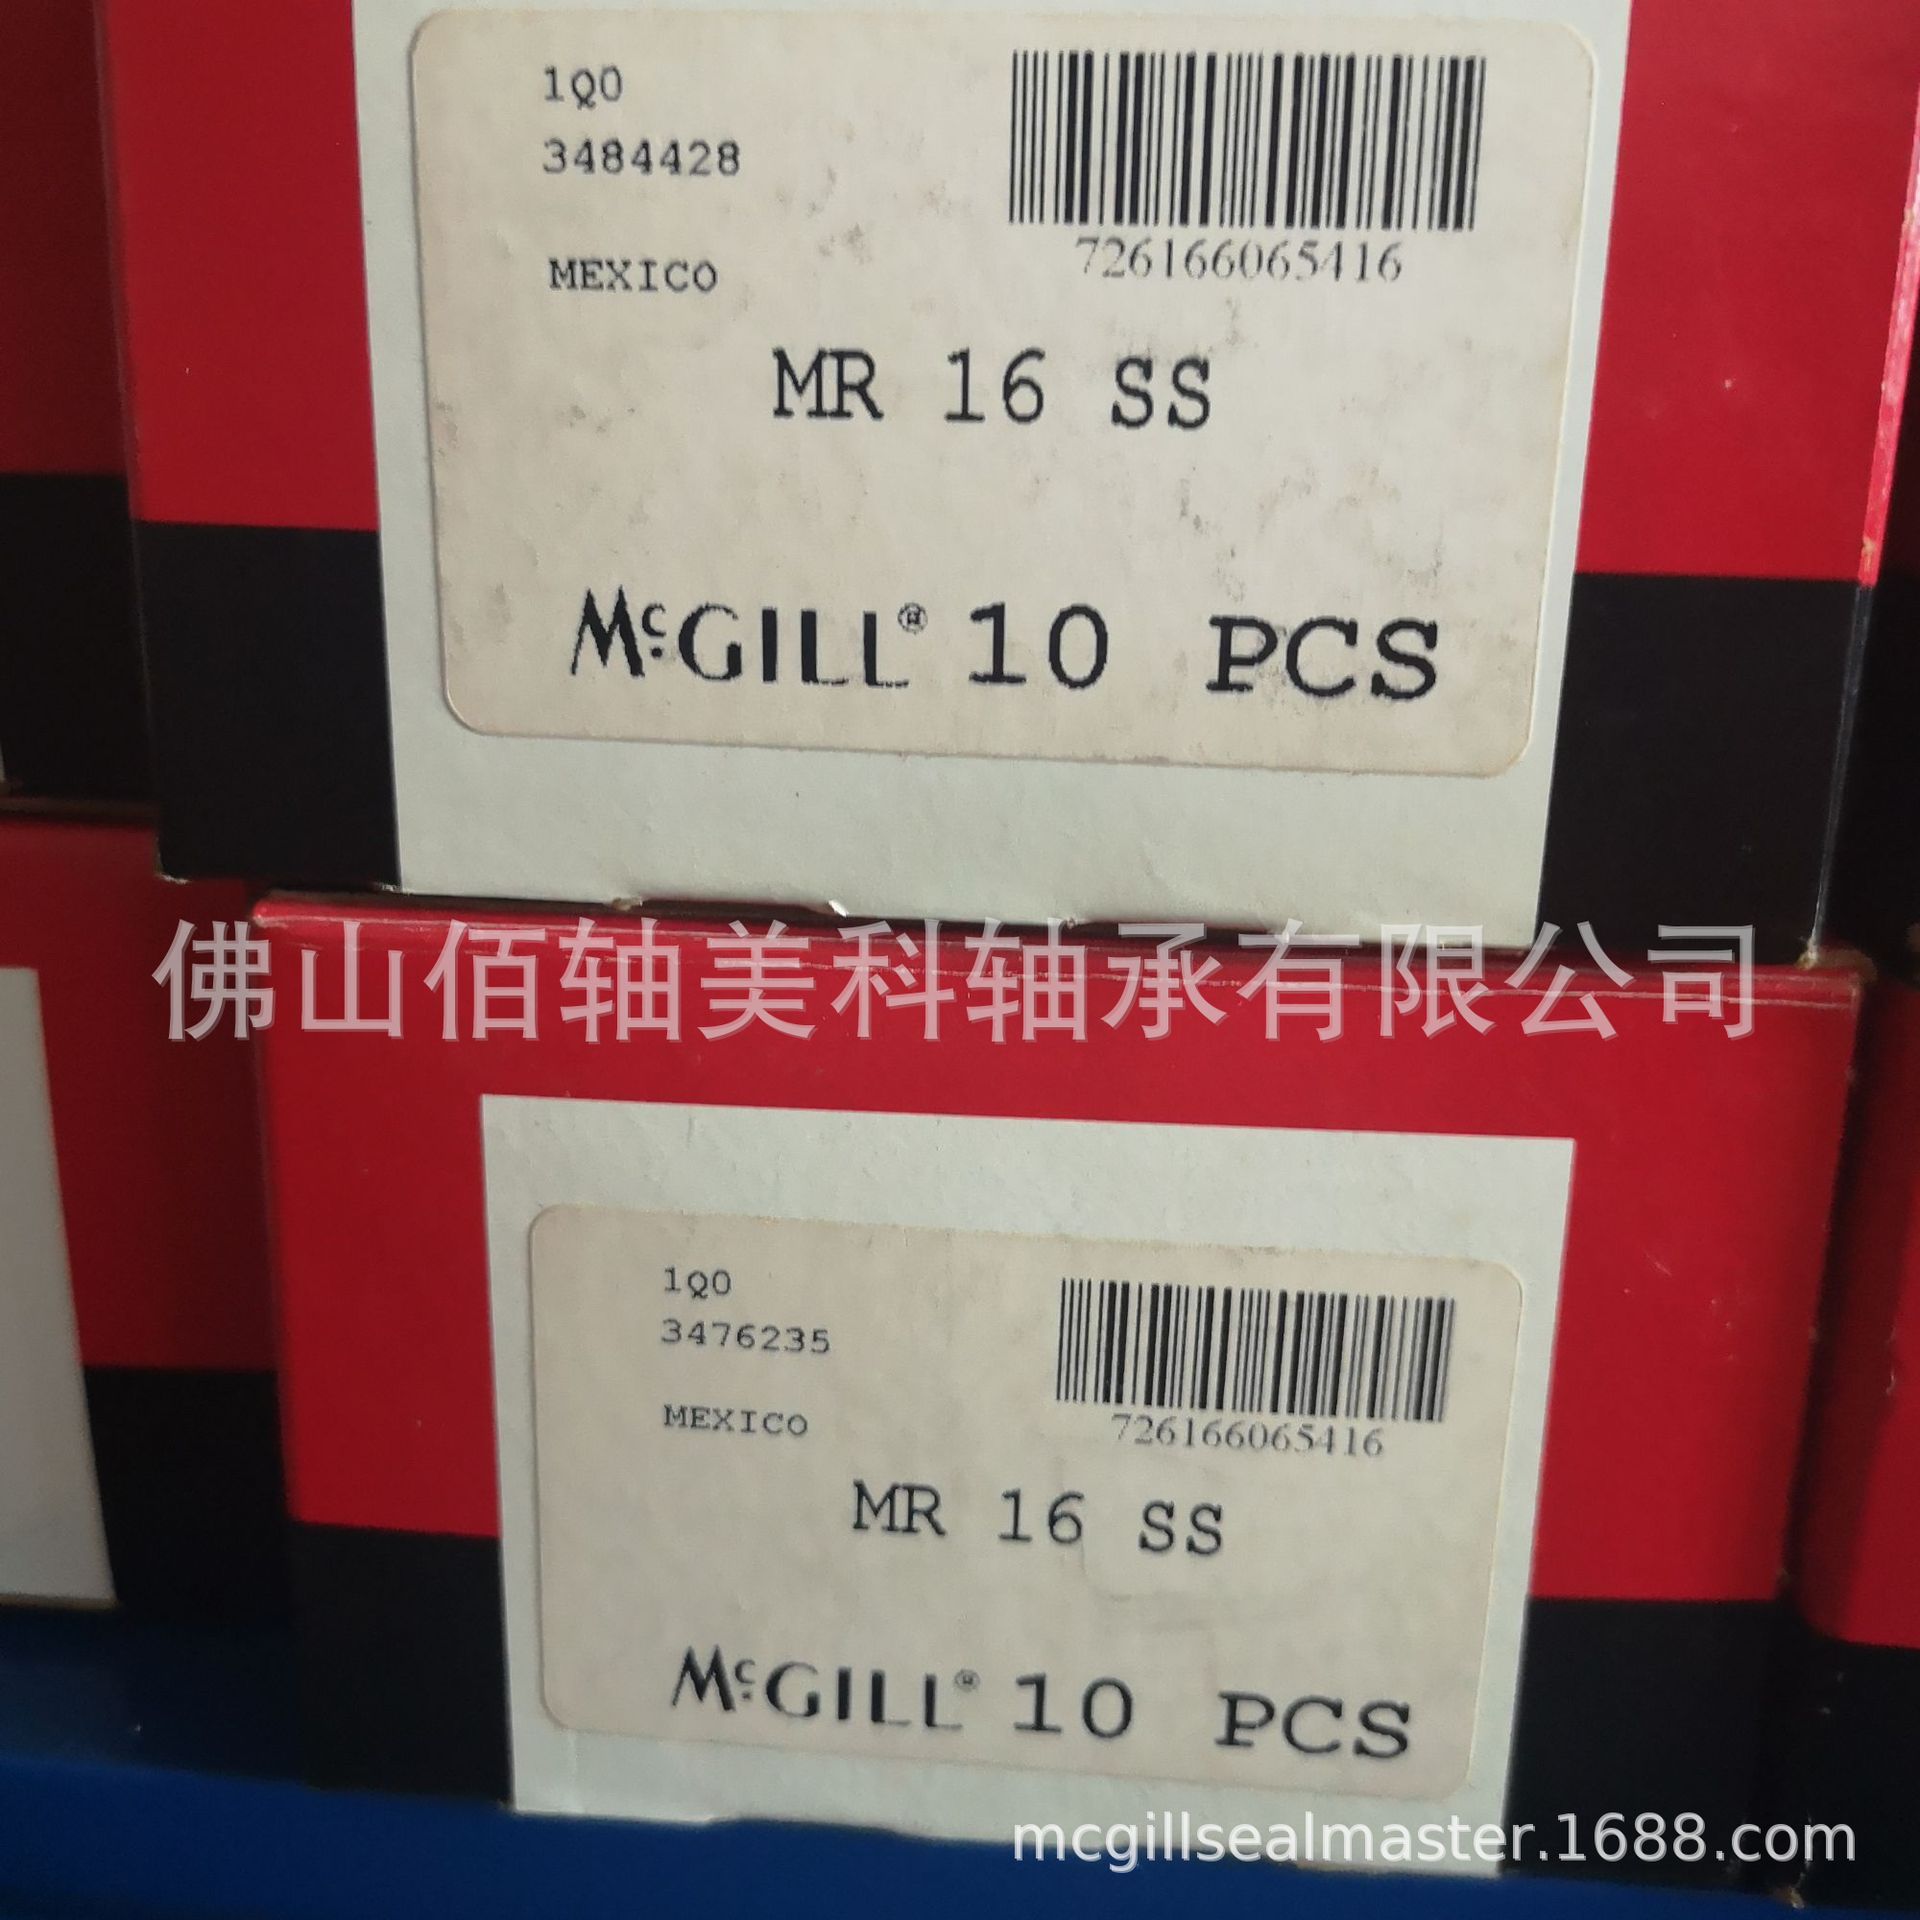 1Q0
3484428
726166065416
MEXICO
MR 16 SS
McGILL® 10 PCS
佛山佰轴美科轴承有限公司
1Q0
3476235
MEXICO
726166065416
MR 16 SS
McGILL® 10 PCS
mcgillsealmaster.1688.com